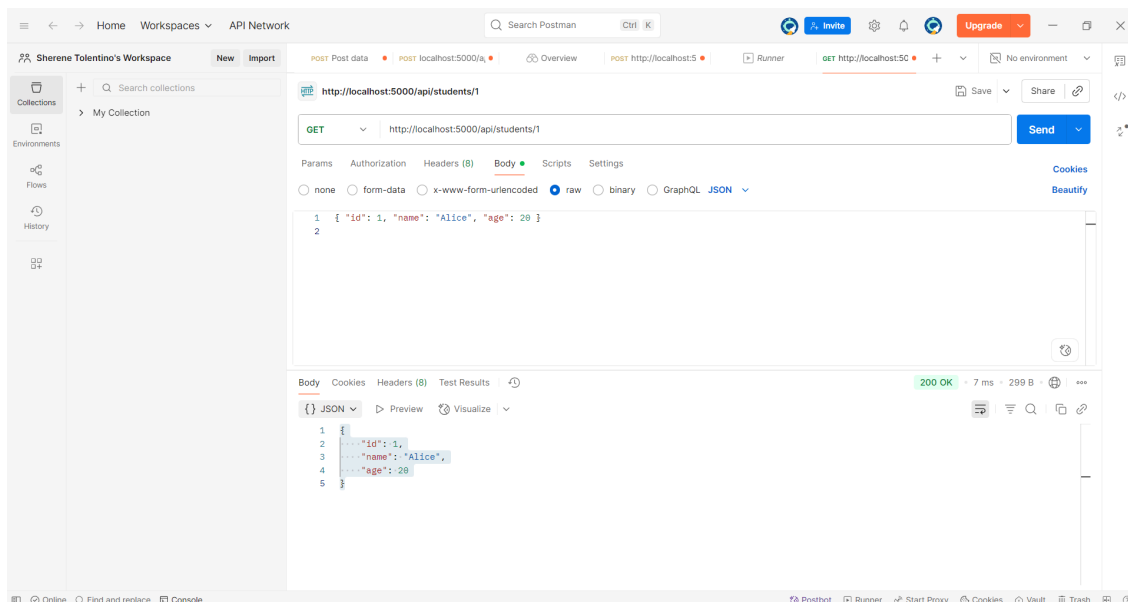 Home Workspaces API Network Search Postman Ctrl K Invite Upgrade
Sherene Tolentino's Workspace New Import POST Post data POST localhost:5000/a Overview POST http://localhost:5 Runner GET http://localhost:50 No environment
Collections
Environments
Flows
History
Search collections
My Collection
HTTP http://localhost:5000/api/students/1 Save Share
GET http://localhost:5000/api/students/1 Send
Params Authorization Headers (8) Body Scripts Settings Cookies
none form-data x-www-form-urlencoded raw binary GraphQL JSON Beautify
1 { "id": 1, "name": "Alice", "age": 20 }
2
Body Cookies Headers (8) Test Results 200 OK 7 ms 299 B
{} JSON Preview Visualize
1 {
2 "id": 1,
3 "name": "Alice",
4 "age": 20
5 }
Online Find and replace Console Postbot Runner Start Proxy Cookies Vault Trash